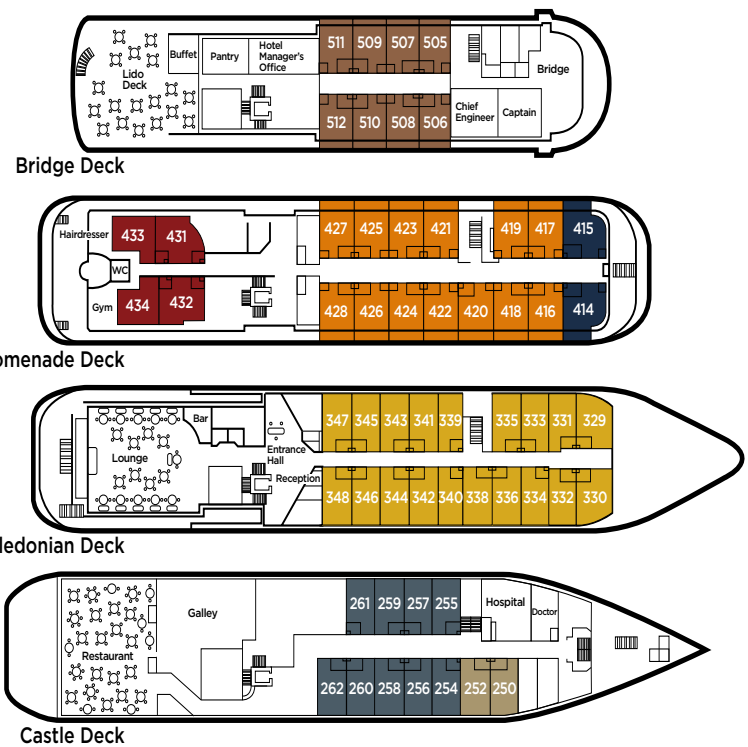 511 509 507 505
Buffet
Pantry
Hotel
Manager's
Office
Lido
Deck
Bridge
512 510 508 506
Chief
Engineer
Captain
Bridge Deck
Hairdresser
433 431
427 425 423 421 419 417 415
WC
Gym
434 432
428 426 424 422 420 418 416 414
omenade Deck
Bar
347 345 343 341 339 335 333 331 329
Lounge
Entrance
Hall
Reception
348 346 344 342 340 338 336 334 332 330
ledonian Deck
Galley
261 259 257 255
Hospital
Doctor
Restaurant
262 260 258 256 254 252 250
Castle Deck